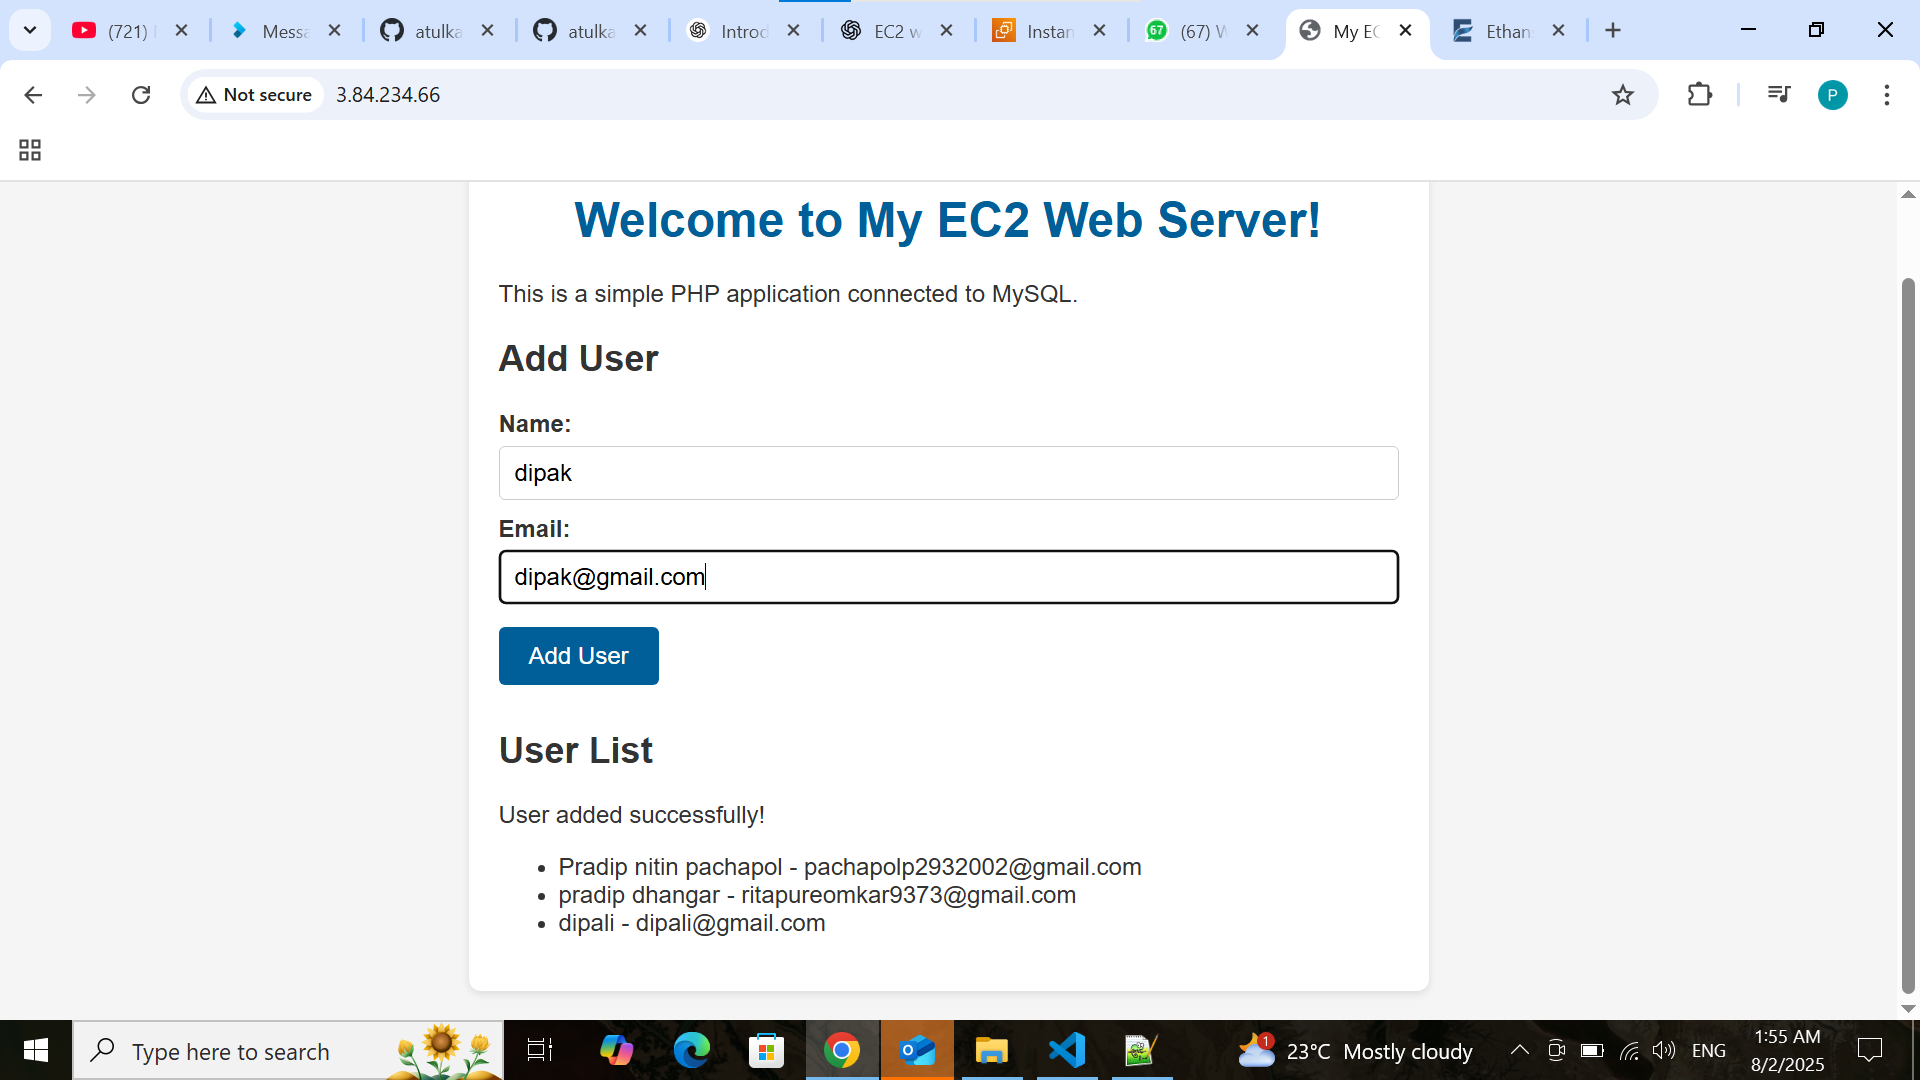 (721)
Messa
atulka
atulka
Introd
EC2 w
Instan
67
(67) W
My EC
Ethan
Not secure
3.84.234.66
P
Welcome to My EC2 Web Server!
This is a simple PHP application connected to MySQL.
Add User
Name:
dipak
Email:
dipak@gmail.com
Add User
User List
User added successfully!
• Pradip nitin pachapol - pachapolp2932002@gmail.com
• pradip dhangar - ritapureomkar9373@gmail.com
• dipali - dipali@gmail.com
Type here to search
1
23°C Mostly cloudy
ENG
1:55 AM
8/2/2025